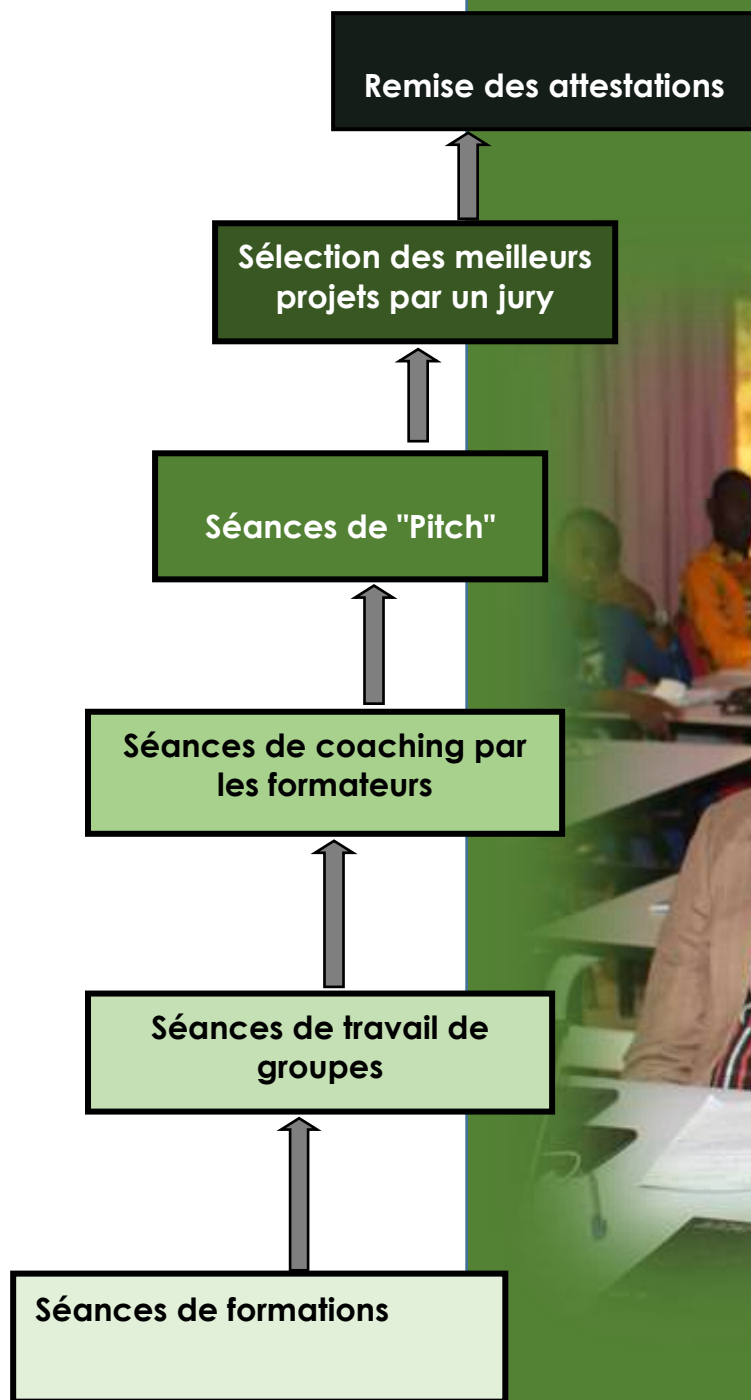 Remise des attestations
Sélection des meilleurs
projets par un jury
Séances de "Pitch"
Séances de coaching par
les formateurs
Séances de travail de
groupes
Séances de formations